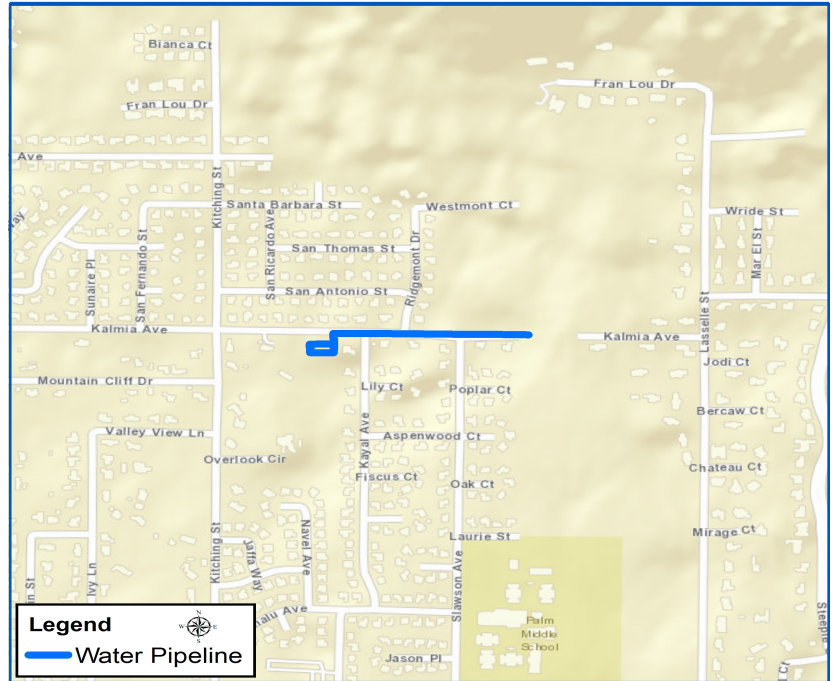 Bianca Ct
Fran Lou Dr
Fran Lou Dr
Ave
Kitching St
Santa Barbara St
Westmont Ct
Wride St
San Ricardo Ave
San Thomas St
Ridgemont Dr
Mar El St
Sunaire Pl
San Fernando St
San Antonio St
Lasselle St
Kalmia Ave
Kalmia Ave
Jodi Ct
Mountain Cliff Dr
Lily Ct
Poplar Ct
Bercaw Ct
Valley View Ln
Kayal Ave
Aspenwood Ct
Overlook Cir
Fiscus Ct
Oak Ct
Chateau Ct
Kitching St
Navel Ave
Laurie St
Mirage Ct
Jaffa Way
Ivy Ln
Slawson Ave
in St
Steeple
Palm
Middle
School
Jason Pl
Ct
Legend
N
W
E
S
Water Pipeline